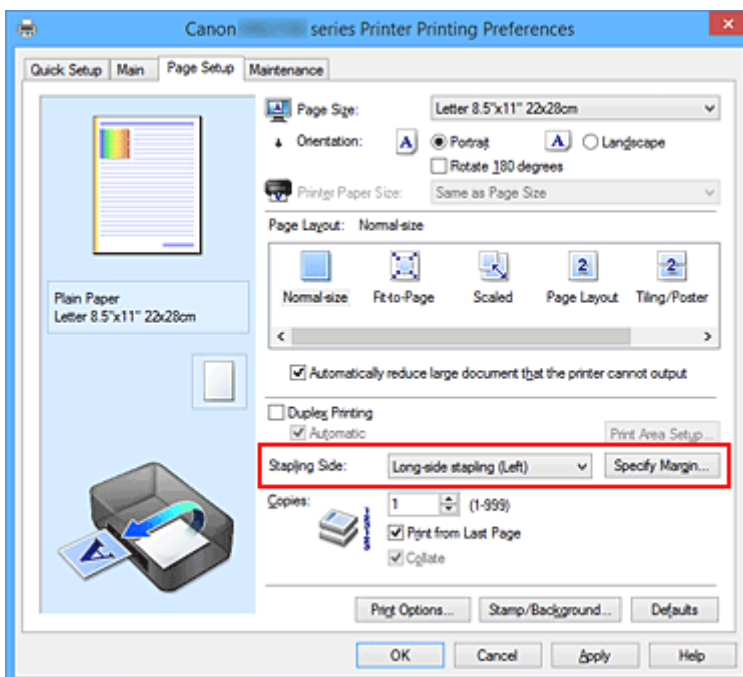 Canon series Printer Printing Preferences
Quick Setup Main Page Setup Maintenance
Page Size: Letter 8.5"x11" 22x28cm
Orientation: A Portrait A Landscape
Rotate 180 degrees
Printer Paper Size: Same as Page Size
Page Layout: Normal-size
2 2
Normal-size Fit-to-Page Scaled Page Layout Tiling/Poster
Plain Paper
Letter 8.5"x11" 22x28cm
Automatically reduce large document that the printer cannot output
Duplex Printing
Automatic Print Area Setup...
Stapling Side: Long-side stapling (Left) Specify Margin...
Copies: 1 (1-999)
Print from Last Page
Collate
A
Print Options... Stamp/Background... Defaults
OK Cancel Apply Help